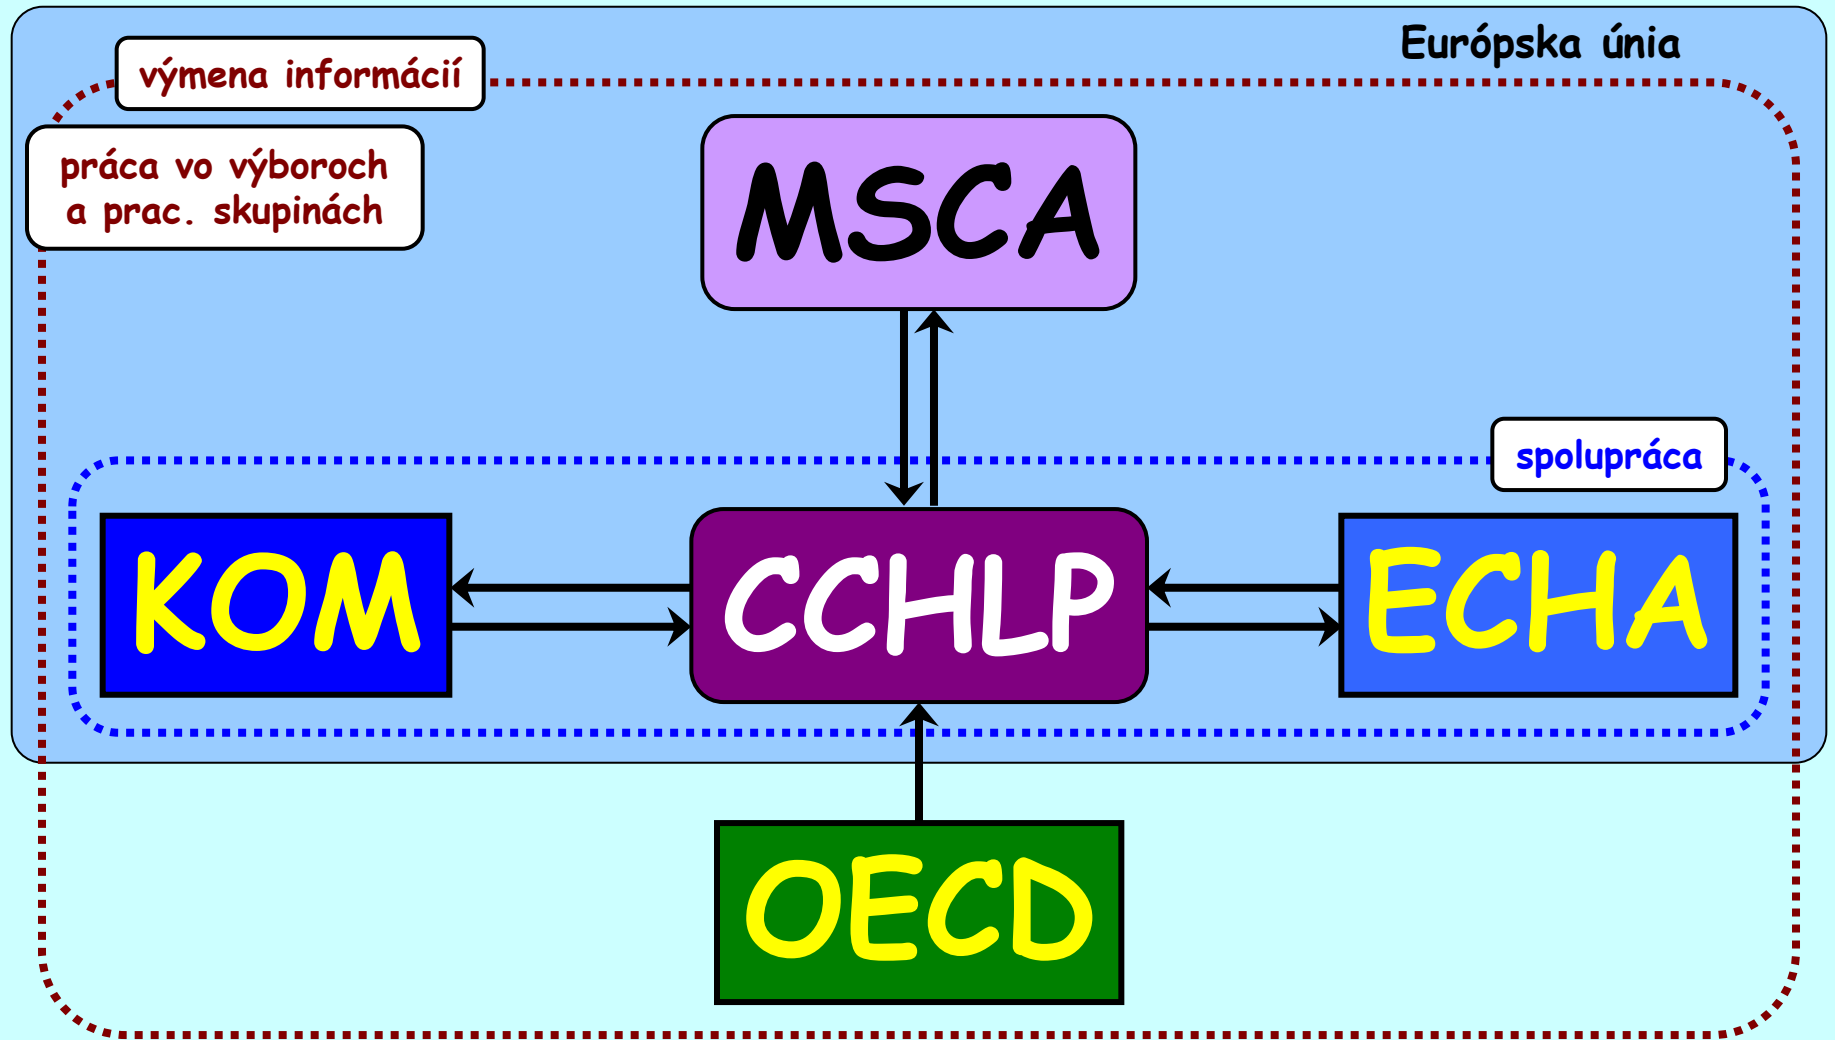 Európska únia
výmena informácií
práca vo výboroch
a prac. skupinách
MSCA
spolupráca
KOM
CCHLP
ECHA
OECD